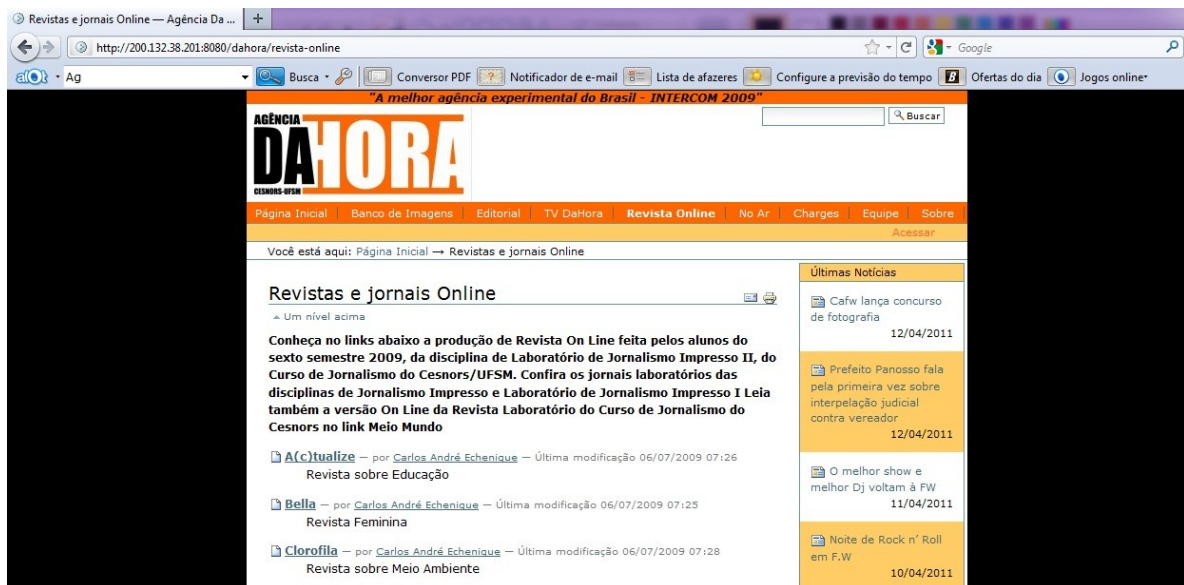 Revistas e jornais Online — Agência Da ...
http://200.132.38.201:8080/dahora/revista-online
Google
a(o){ Ag Busca Conversor PDF Notificador de e-mail Lista de afazeres Configure a previsão do tempo B Ofertas do dia Jogos online
"A melhor agência experimental do Brasil - INTERCOM 2009"
Buscar
AGÊNCIA
DAHORA
CESNORS-UFSM
Página Inicial Banco de Imagens Editorial TV DaHora Revista Online No Ar Charges Equipe Sobre
Acessar
Você está aqui: Página Inicial → Revistas e jornais Online
Revistas e jornais Online
Um nível acima
Conheça no links abaixo a produção de Revista On Line feita pelos alunos do
sexto semestre 2009, da disciplina de Laboratório de Jornalismo Impresso II, do
Curso de Jornalismo do Cesnors/UFSM. Confira os jornais laboratórios das
disciplinas de Jornalismo Impresso e Laboratório de Jornalismo Impresso I Leia
também a versão On Line da Revista Laboratório do Curso de Jornalismo do
Cesnors no link Meio Mundo
A(c)tualize — por Carlos André Echenique — Última modificação 06/07/2009 07:26
Revista sobre Educação
Bella — por Carlos André Echenique — Última modificação 06/07/2009 07:25
Revista Feminina
Clorofila — por Carlos André Echenique — Última modificação 06/07/2009 07:28
Revista sobre Meio Ambiente
Últimas Notícias
Cafw lança concurso
de fotografia
12/04/2011
Prefeito Panosso fala
pela primeira vez sobre
interpelação judicial
contra vereador
12/04/2011
O melhor show e
melhor Dj voltam à FW
11/04/2011
Noite de Rock n' Roll
em F.W
10/04/2011